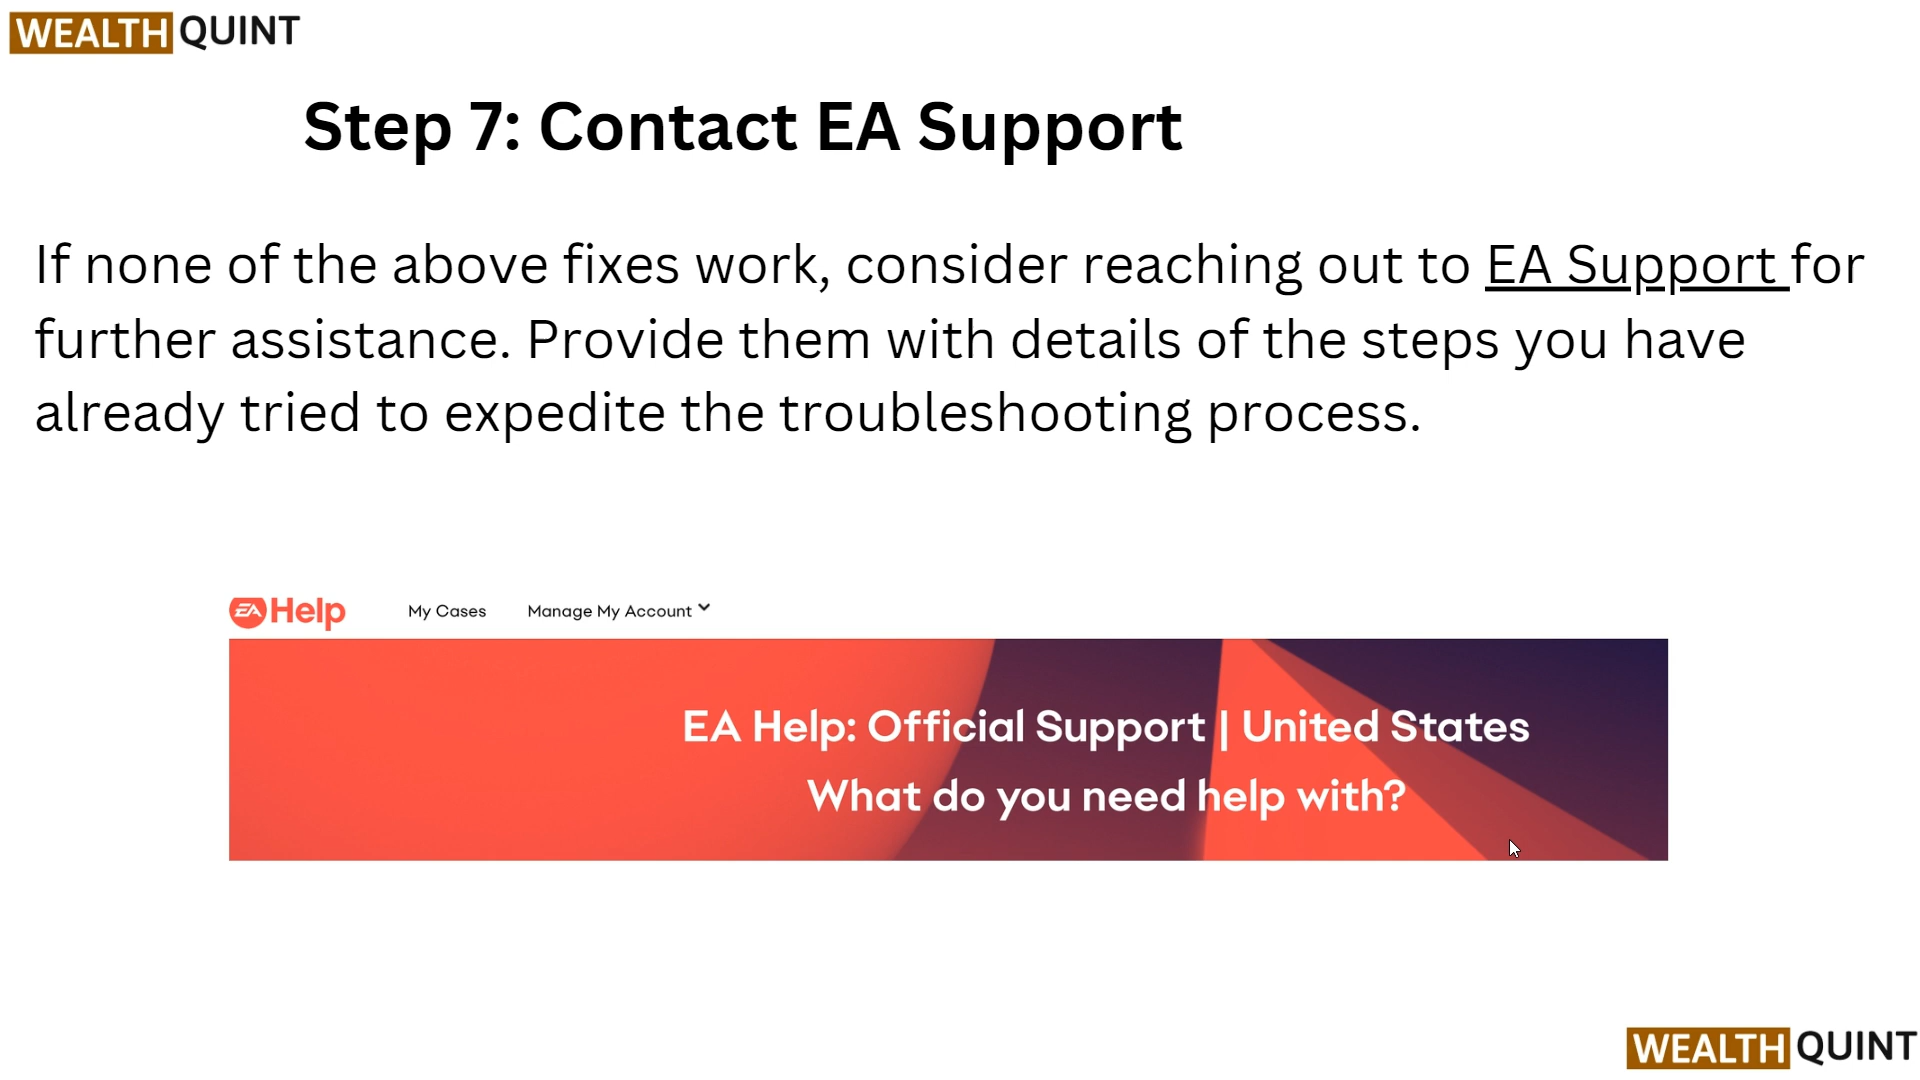 WEALTH QUINT
Step 7: Contact EA Support
If none of the above fixes work, consider reaching out to EA Support for
further assistance. Provide them with details of the steps you have
already tried to expedite the troubleshooting process.
EA Help My Cases Manage My Account
EA Help: Official Support | United States
What do you need help with?
WEALTH QUINT